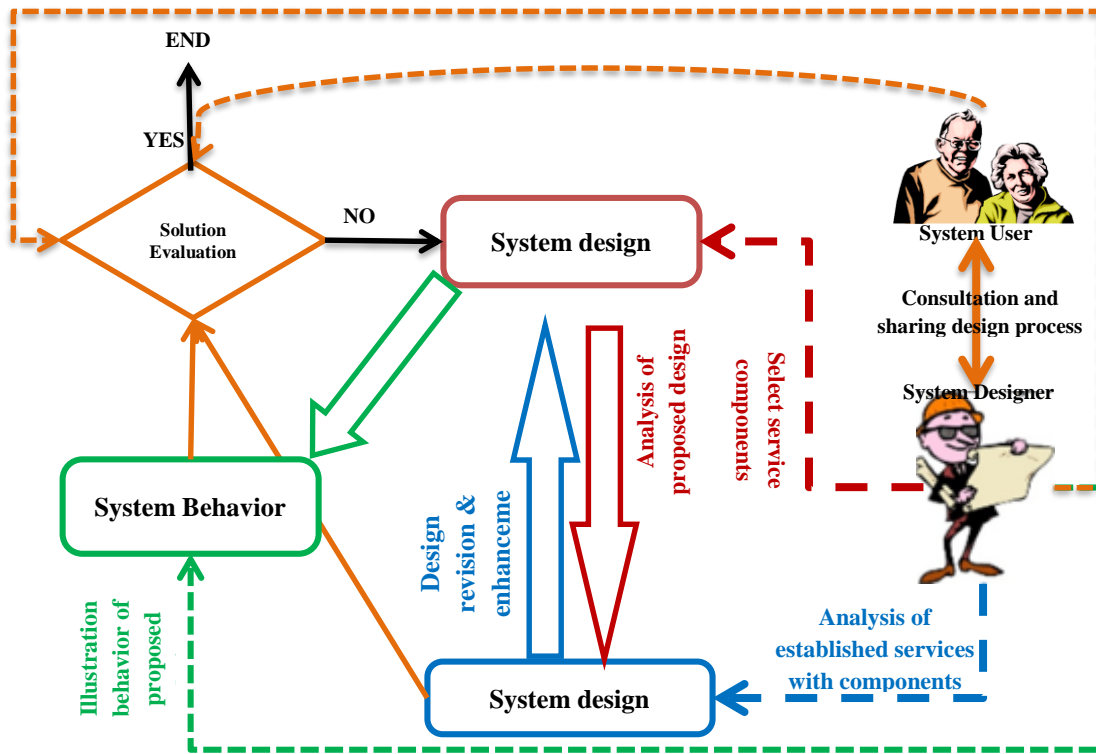 END
YES
Solution
Evaluation
NO
System design
System User
Consultation and
sharing design process
System Designer
Select service
components
Analysis of
proposed design
Design
revision &
enhanceme
System Behavior
Illustration
behavior of
proposed
Analysis of
established services
with components
System design